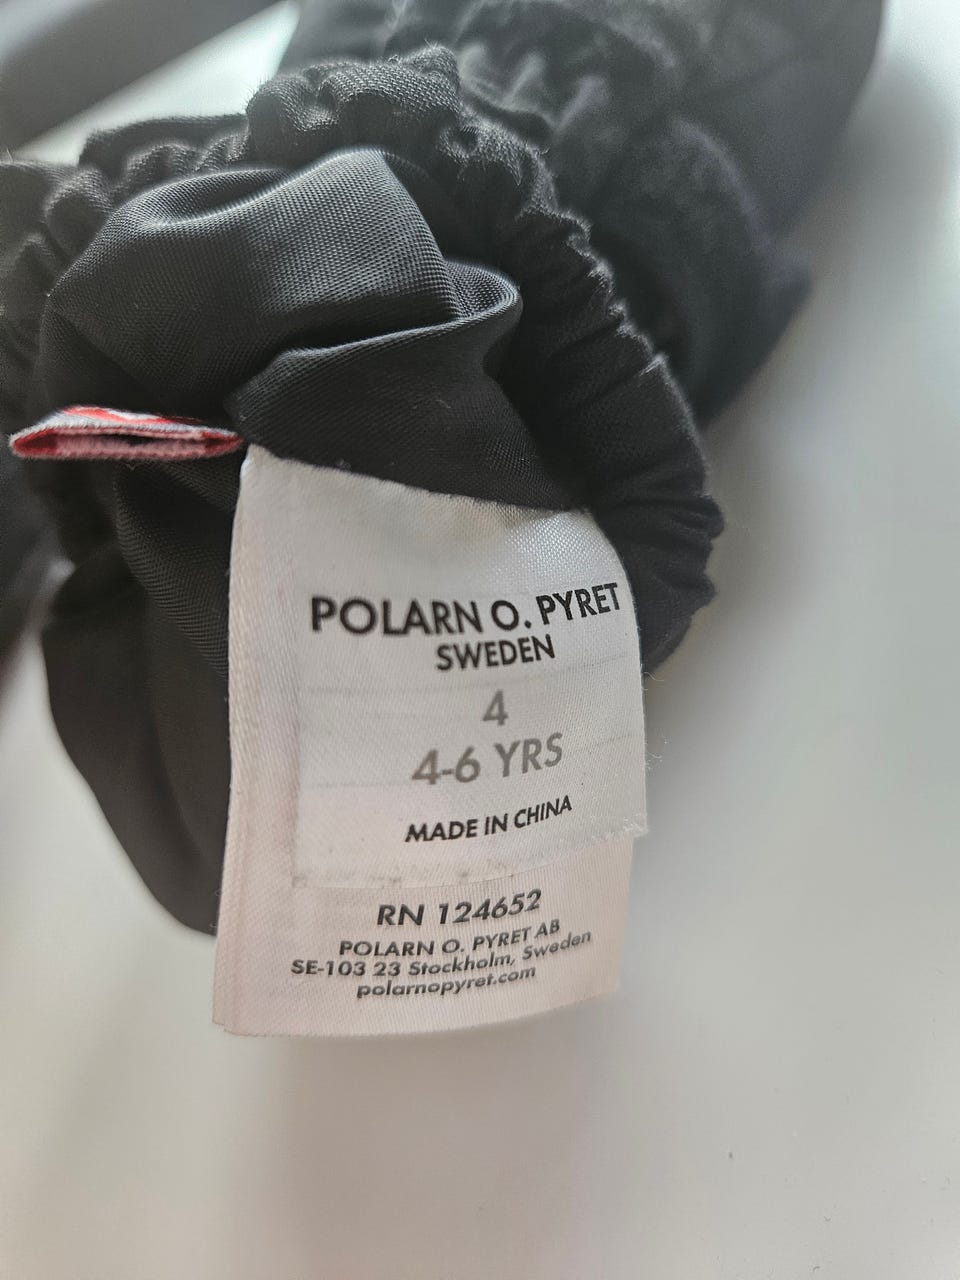 POLARN O. PYRET
SWEDEN
4
4-6 YRS
MADE IN CHINA
RN 124652
POLARN O. PYRET AB
SE-103 23 Stockholm, Sweden
polarnopyret.com